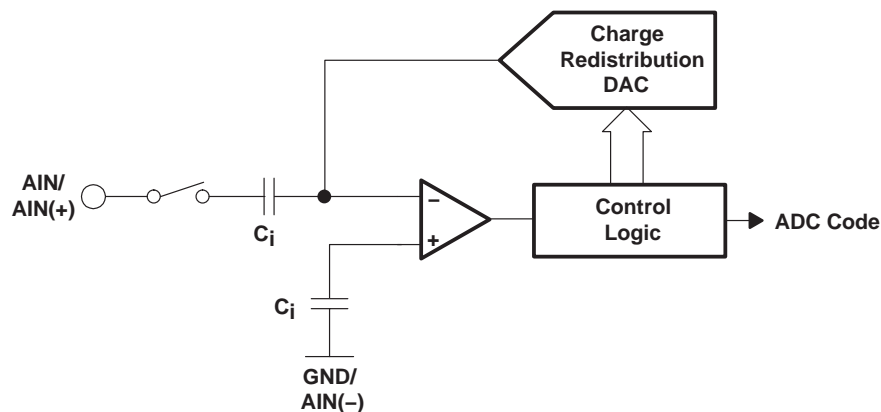 Charge
Redistribution
DAC
AIN/
AIN(+)
Ci
−
+
Control
Logic
ADC Code
Ci
GND/
AIN(−)